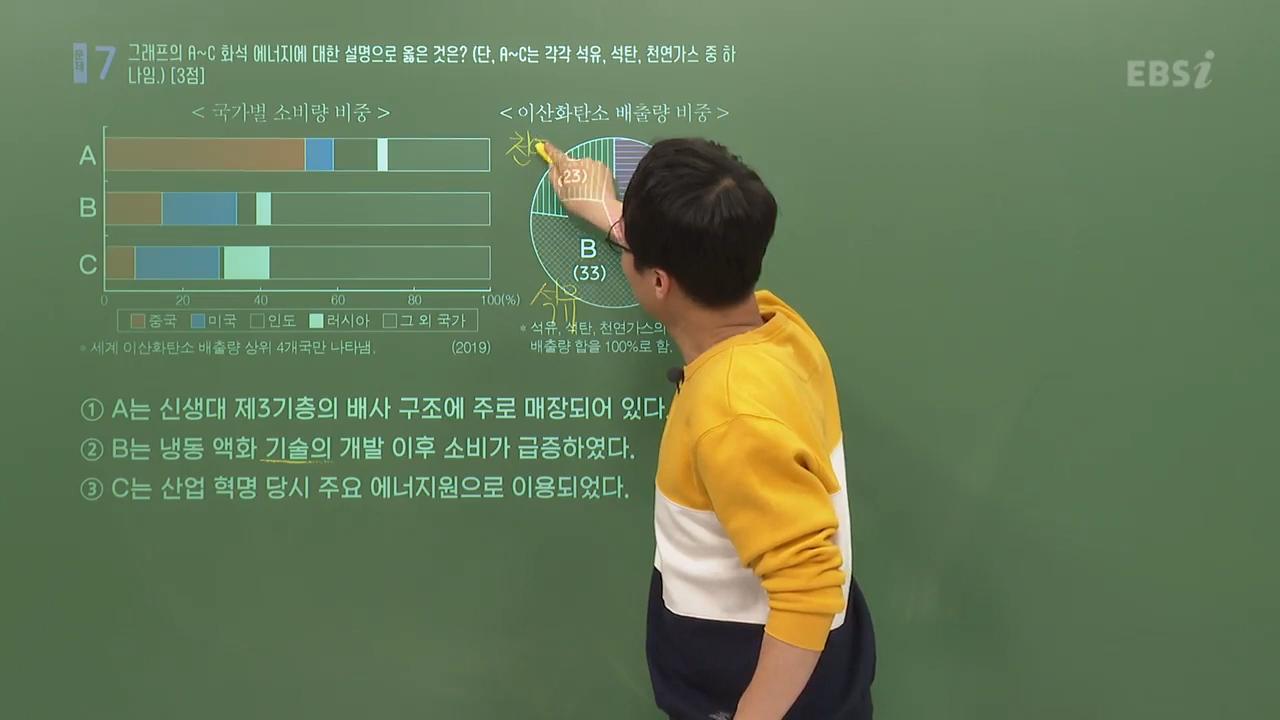 문제 7 그래프의 A~C 화석 에너지에 대한 설명으로 옳은 것은? (단, A~C는 각각 석유, 석탄, 천연가스 중 하
나임.) [3점]
EBSi
< 국가별 소비량 비중 >
< 이산화탄소 배출량 비중 >
A
B
C
0 20 40 60 80 100(%)
중국 미국 인도 러시아 그 외 국가
* 세계 이산화탄소 배출량 상위 4개국만 나타냄. (2019)
(23)
B
(33)
석유
* 석유, 석탄, 천연가스의
배출량 합을 100%로 함.
① A는 신생대 제3기층의 배사 구조에 주로 매장되어 있다.
② B는 냉동 액화 기술의 개발 이후 소비가 급증하였다.
③ C는 산업 혁명 당시 주요 에너지원으로 이용되었다.